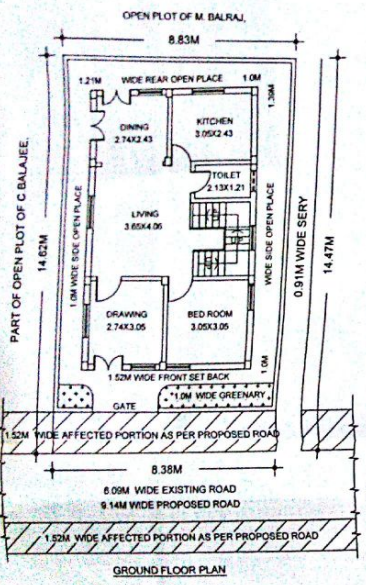 OPEN PLOT OF M. BALRAJ,
8.83M
1.21M WIDE REAR OPEN PLACE 1.0M
1.39M
DINING
2.74X2.43
KITCHEN
3.05X2.43
TOILET
2.13X1.21
LIVING
3.65X4.06
DRAWING
2.74X3.05
BED ROOM
3.05X3.05
PART OF OPEN PLOT OF C BALAJEE,
14.62M
1.0M WIDE SIDE OPEN PLACE
WIDE SIDE OPEN PLACE
1.0M
0.91M WIDE SERY
14.47M
1.52M WIDE FRONT SET BACK
1.0M WIDE GREENARY
GATE
1.52M WIDE AFFECTED PORTION AS PER PROPOSED ROAD
8.38M
6.09M WIDE EXISTING ROAD
9.14M WIDE PROPOSED ROAD
1.52M WIDE AFFECTED PORTION AS PER PROPOSED ROAD
GROUND FLOOR PLAN